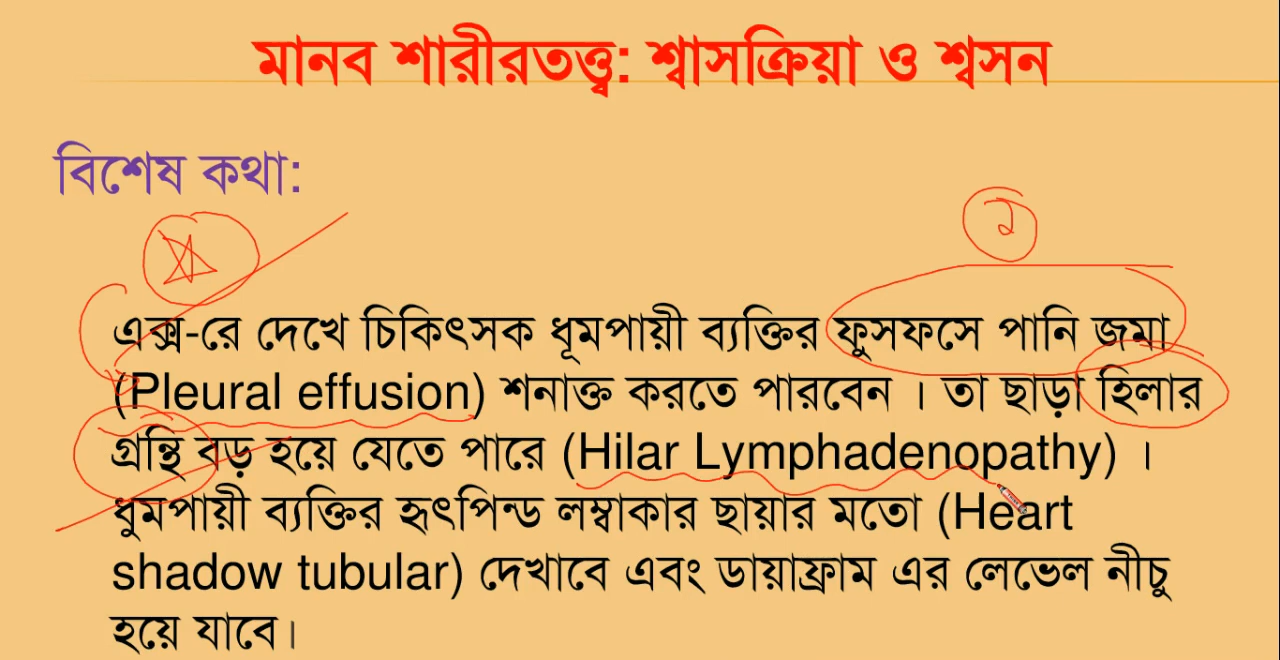 মানব শারীরতত্ত্ব: শ্বাসক্রিয়া ও শ্বসন
বিশেষ কথা:
১
এক্স-রে দেখে চিকিৎসক ধূমপায়ী ব্যক্তির ফুসফসে পানি জমা
(Pleural effusion) শনাক্ত করতে পারবেন । তা ছাড়া হিলার
গ্রন্থি বড় হয়ে যেতে পারে (Hilar Lymphadenopathy) ।
ধুমপায়ী ব্যক্তির হৃৎপিন্ড লম্বাকার ছায়ার মতো (Heart
shadow tubular) দেখাবে এবং ডায়াফ্রাম এর লেভেল নীচু
হয়ে যাবে।